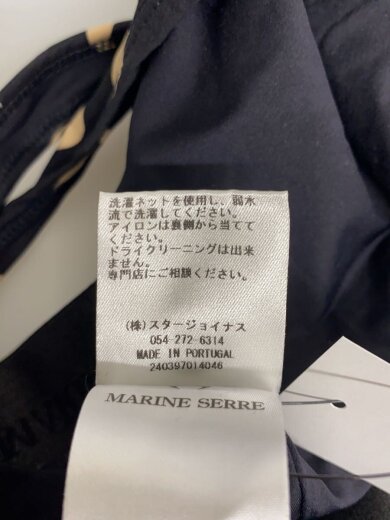 洗濯ネットを使用し、弱水
流で洗濯してください。
アイロンは裏側から当てて
ください。
ドライクリーニングは出来
ません。
専門店にご相談ください。
(株)スタージョイナス
054-272-6314
MADE IN PORTUGAL
240397014046
MARINE SERRE